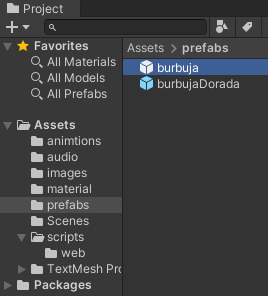 Project
Favorites
All Materials
All Models
All Prefabs
Assets
animtions
audio
images
material
prefabs
Scenes
scripts
web
TextMesh Pro
Packages
Assets > prefabs
burbuja
burbujaDorada